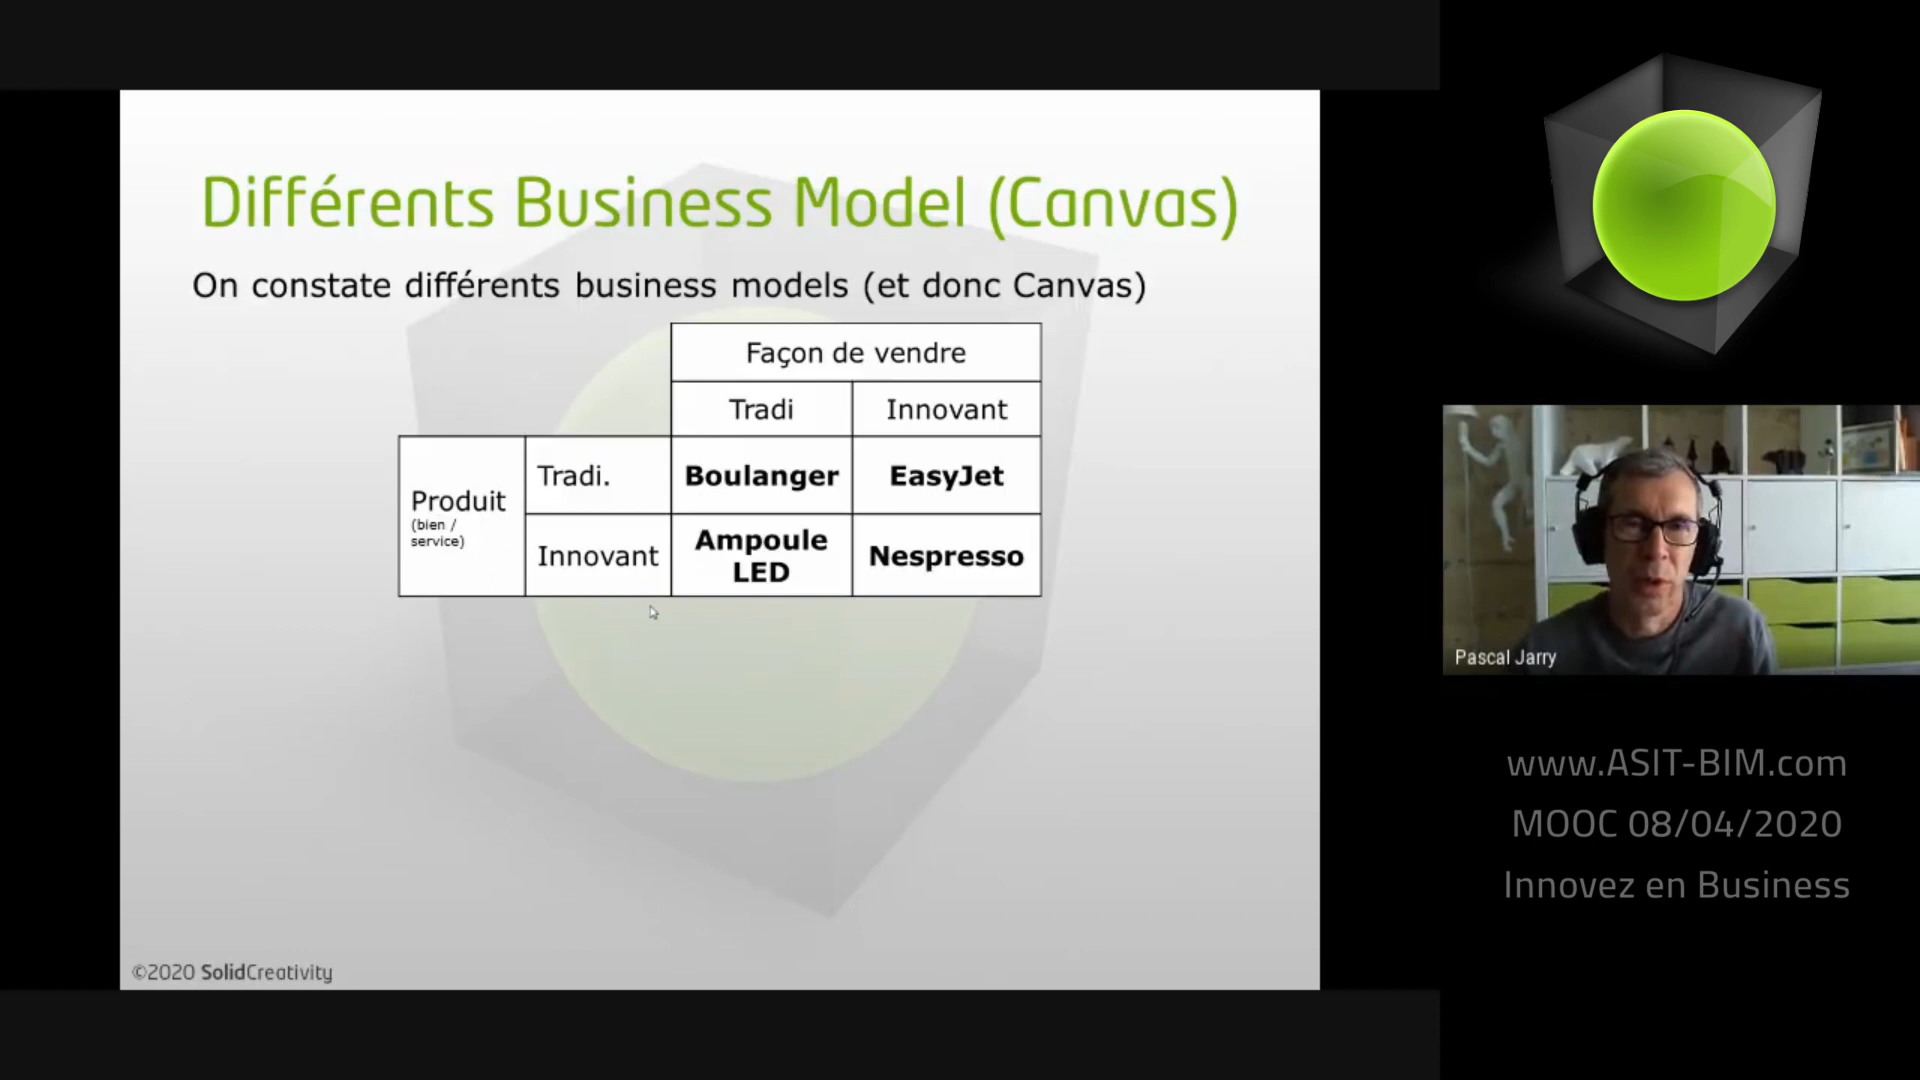 Différents Business Model (Canvas)
On constate différents business models (et donc Canvas)
Façon de vendre
Tradi
Innovant
Produit
(bien /
service)
Tradi.
Boulanger
EasyJet
Innovant
Ampoule
LED
Nespresso
©2020 SolidCreativity
Pascal Jarry
www.ASIT-BIM.com
MOOC 08/04/2020
Innovez en Business